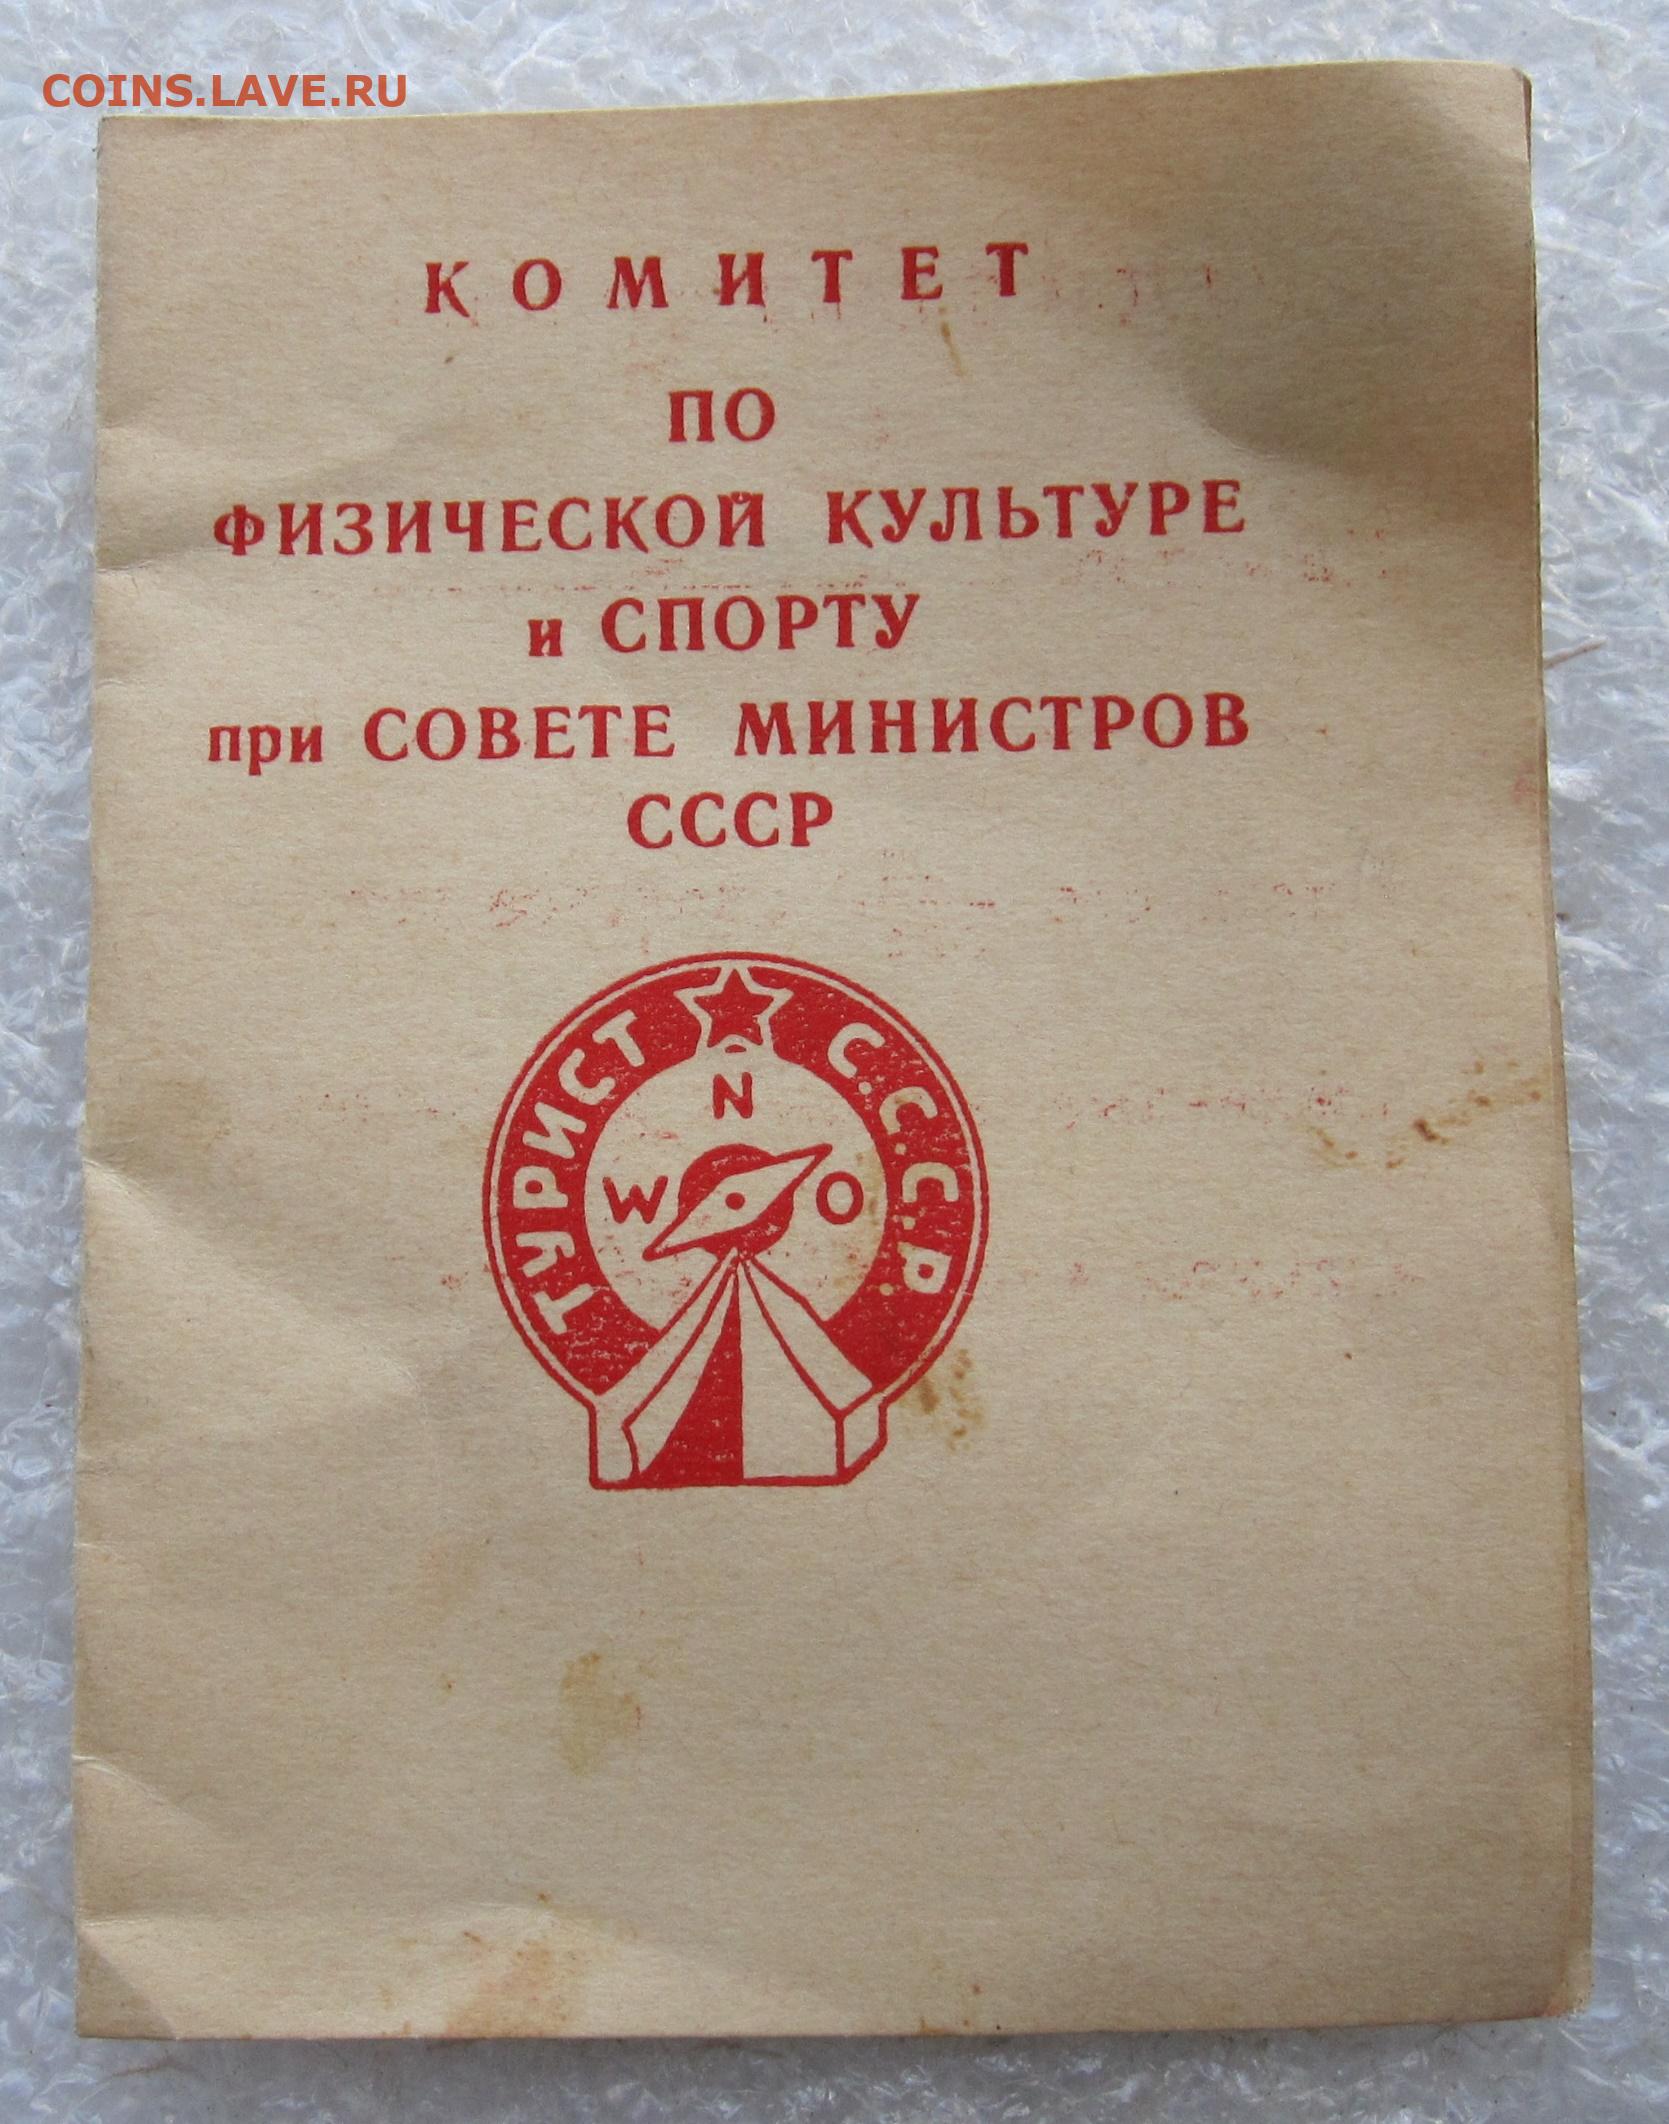 COINS.LAVE.RU
КОМИТЕТ
ПО
ФИЗИЧЕСКОЙ КУЛЬТУРЕ
и СПОРТУ
при СОВЕТЕ МИНИСТРОВ
СССР
ТУРИСТ С.С.С.Р.
N
W O